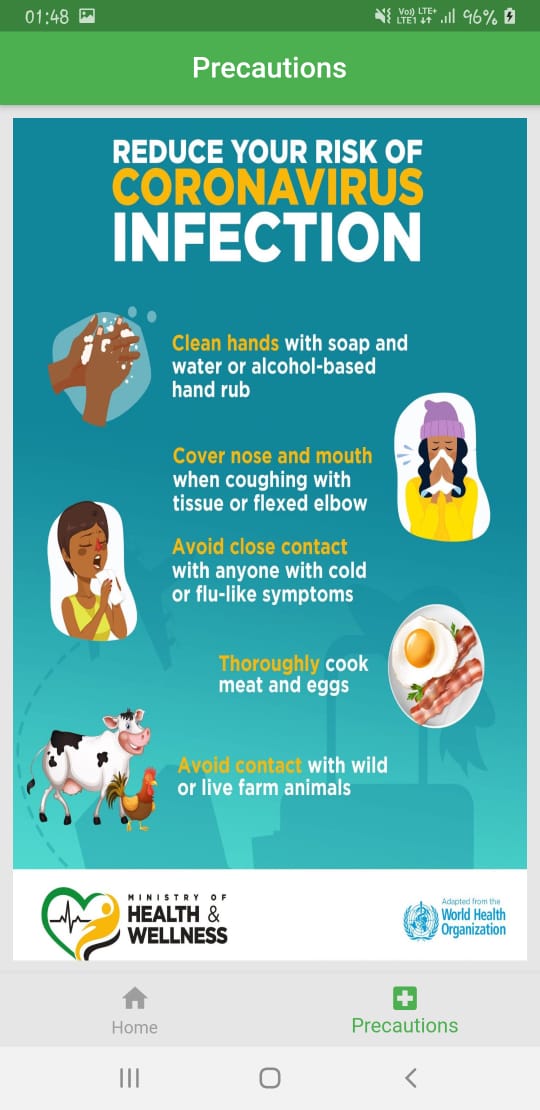 01:48
Vo)) LTE+
LTE1
96%
Precautions
REDUCE YOUR RISK OF
CORONAVIRUS
INFECTION
Clean hands with soap and
water or alcohol-based
hand rub
Cover nose and mouth
when coughing with
tissue or flexed elbow
Avoid close contact
with anyone with cold
or flu-like symptoms
Thoroughly cook
meat and eggs
Avoid contact with wild
or live farm animals
MINISTRY OF
HEALTH &
WELLNESS
Adapted from the
World Health
Organization
Home
Precautions